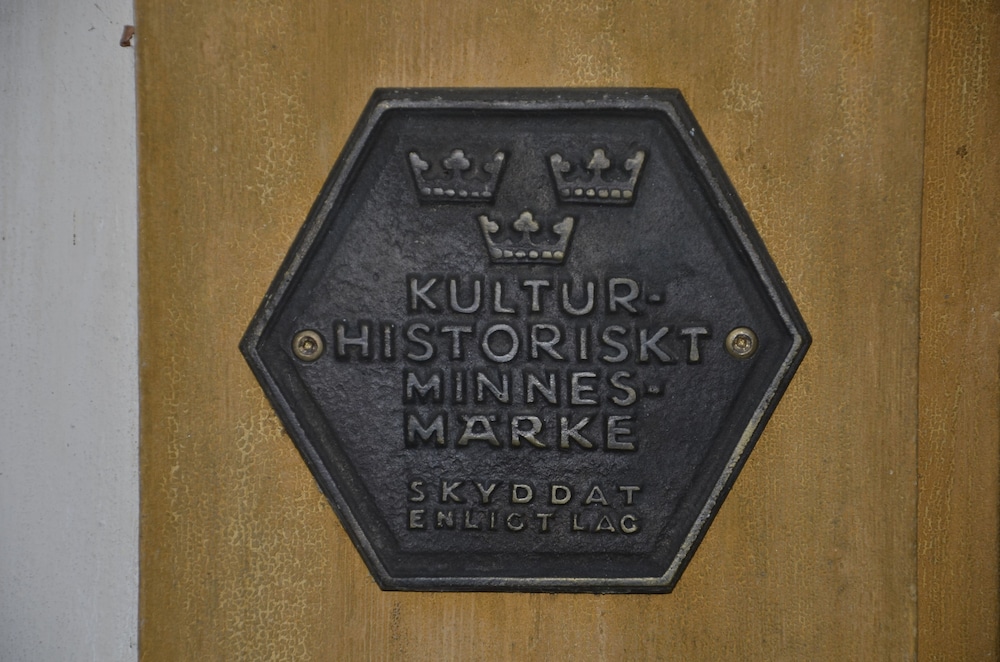 KULTUR-
HISTORISKT
MINNES-
MÄRKE
SKYDDAT
ENLIGT LAG